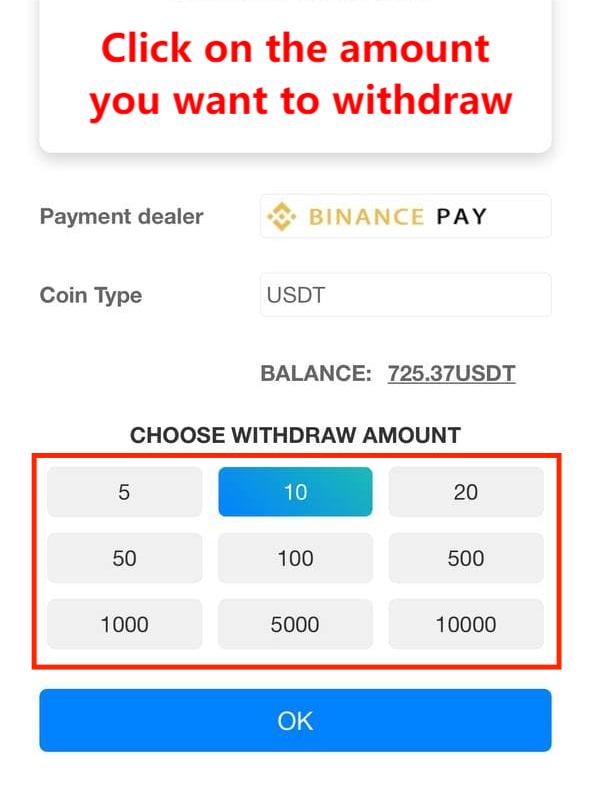 Click on the amount
you want to withdraw
Payment dealer BINANCE PAY
Coin Type USDT
BALANCE: 725.37USDT
CHOOSE WITHDRAW AMOUNT
5 10 20
50 100 500
1000 5000 10000
OK